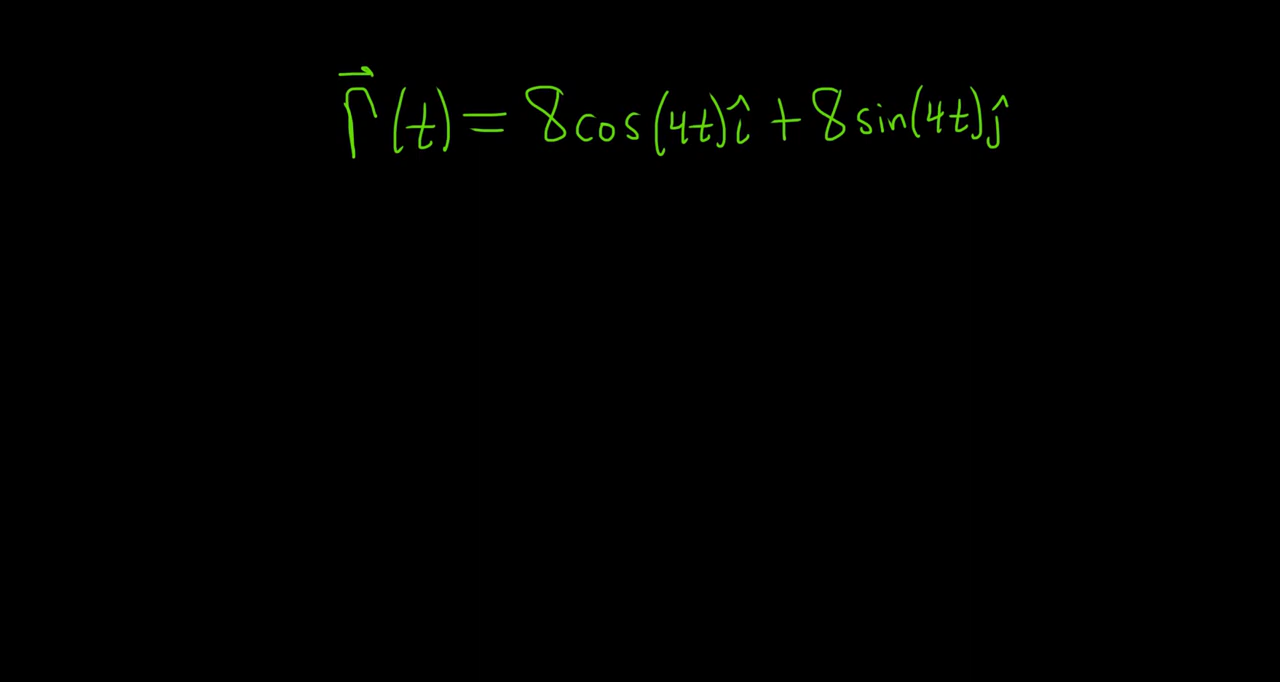 r⃗(t) = 8cos(4t)î + 8sin(4t)ĵ